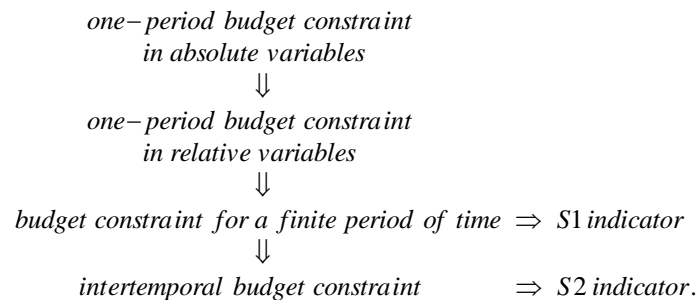 one–period budget constraint
in absolute variables
⇓
one–period budget constraint
in relative variables
⇓
budget constraint for a finite period of time ⇒ S1 indicator
⇓
intertemporal budget constraint ⇒ S2 indicator.